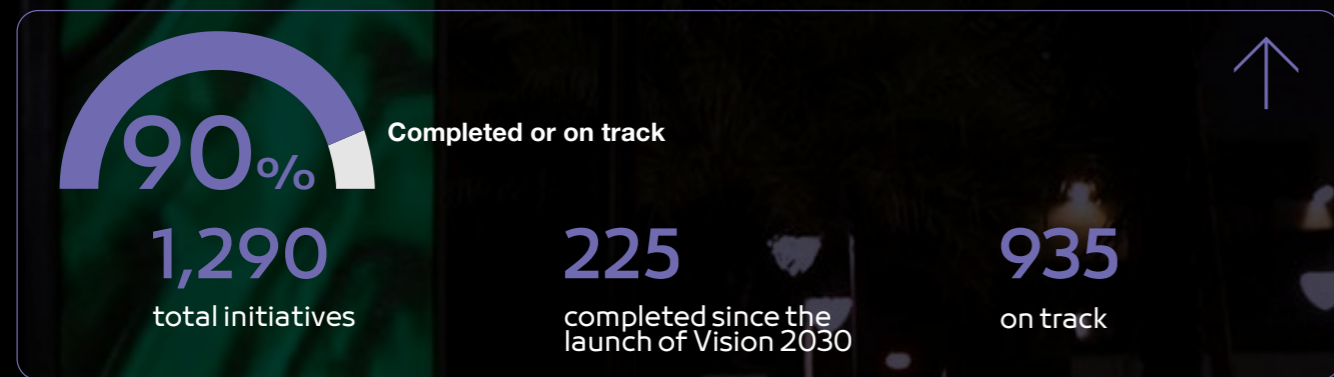 90%
Completed or on track
1,290
total initiatives
225
completed since the
launch of Vision 2030
935
on track